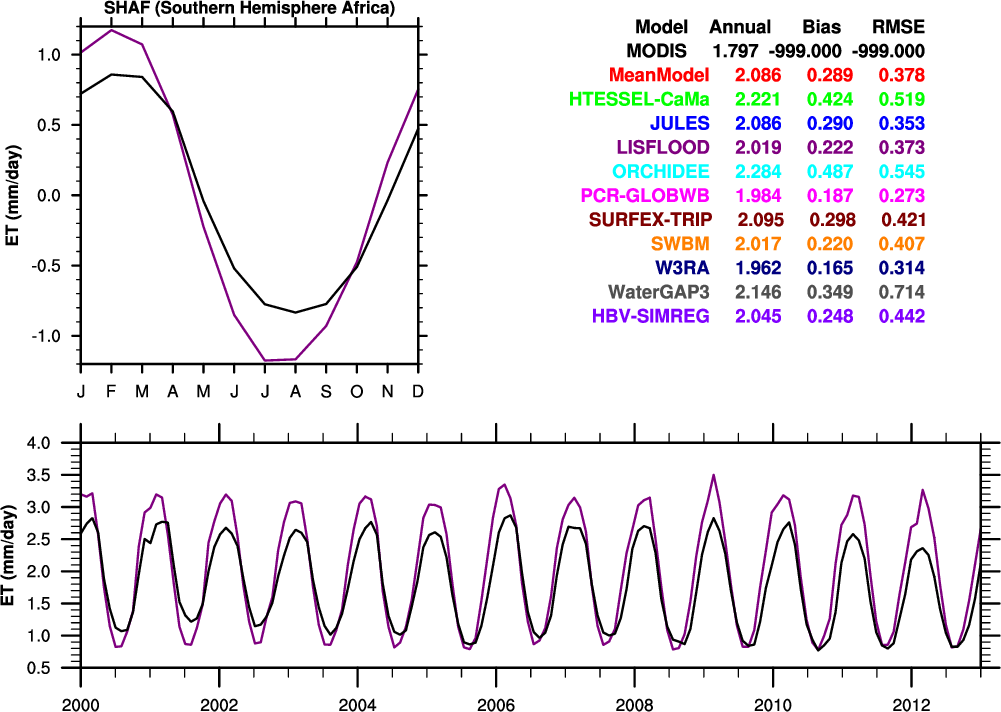 SHAF (Southern Hemisphere Africa)
1.0
0.5
0.0
-0.5
-1.0
ET (mm/day)
J F M A M J J A S O N D
Model Annual Bias RMSE
MODIS 1.797 -999.000 -999.000
MeanModel 2.086 0.289 0.378
HTESSEL-CaMa 2.221 0.424 0.519
JULES 2.086 0.290 0.353
LISFLOOD 2.019 0.222 0.373
ORCHIDEE 2.284 0.487 0.545
PCR-GLOBWB 1.984 0.187 0.273
SURFEX-TRIP 2.095 0.298 0.421
SWBM 2.017 0.220 0.407
W3RA 1.962 0.165 0.314
WaterGAP3 2.146 0.349 0.714
HBV-SIMREG 2.045 0.248 0.442
4.0
3.5
3.0
2.5
2.0
1.5
1.0
0.5
ET (mm/day)
2000 2002 2004 2006 2008 2010 2012